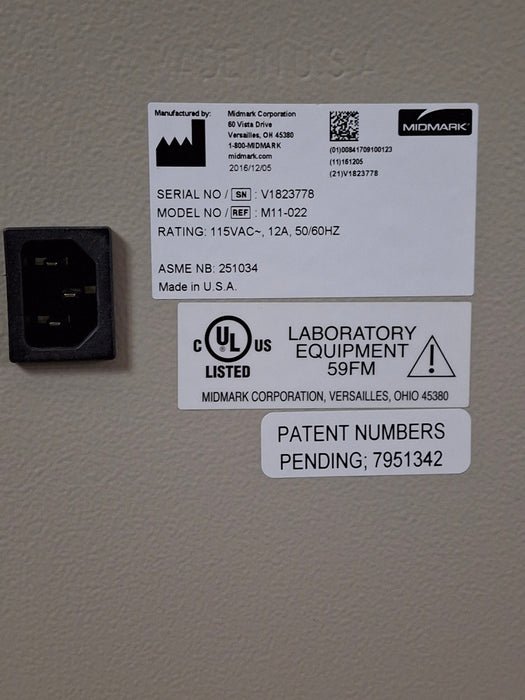 MADE IN U.S.A.
Manufactured by:
Midmark Corporation
60 Vista Drive
Versailles, OH 45380
1-800-MIDMARK
midmark.com
2016/12/05
MIDMARK
(01)00841709100123
(11)161205
(21)V1823778
SERIAL NO / SN : V1823778
MODEL NO / REF : M11-022
RATING: 115VAC~, 12A, 50/60HZ
ASME NB: 251034
Made in U.S.A.
C UL ® US
LISTED
LABORATORY
EQUIPMENT
59FM
MIDMARK CORPORATION, VERSAILLES, OHIO 45380
PATENT NUMBERS
PENDING; 7951342